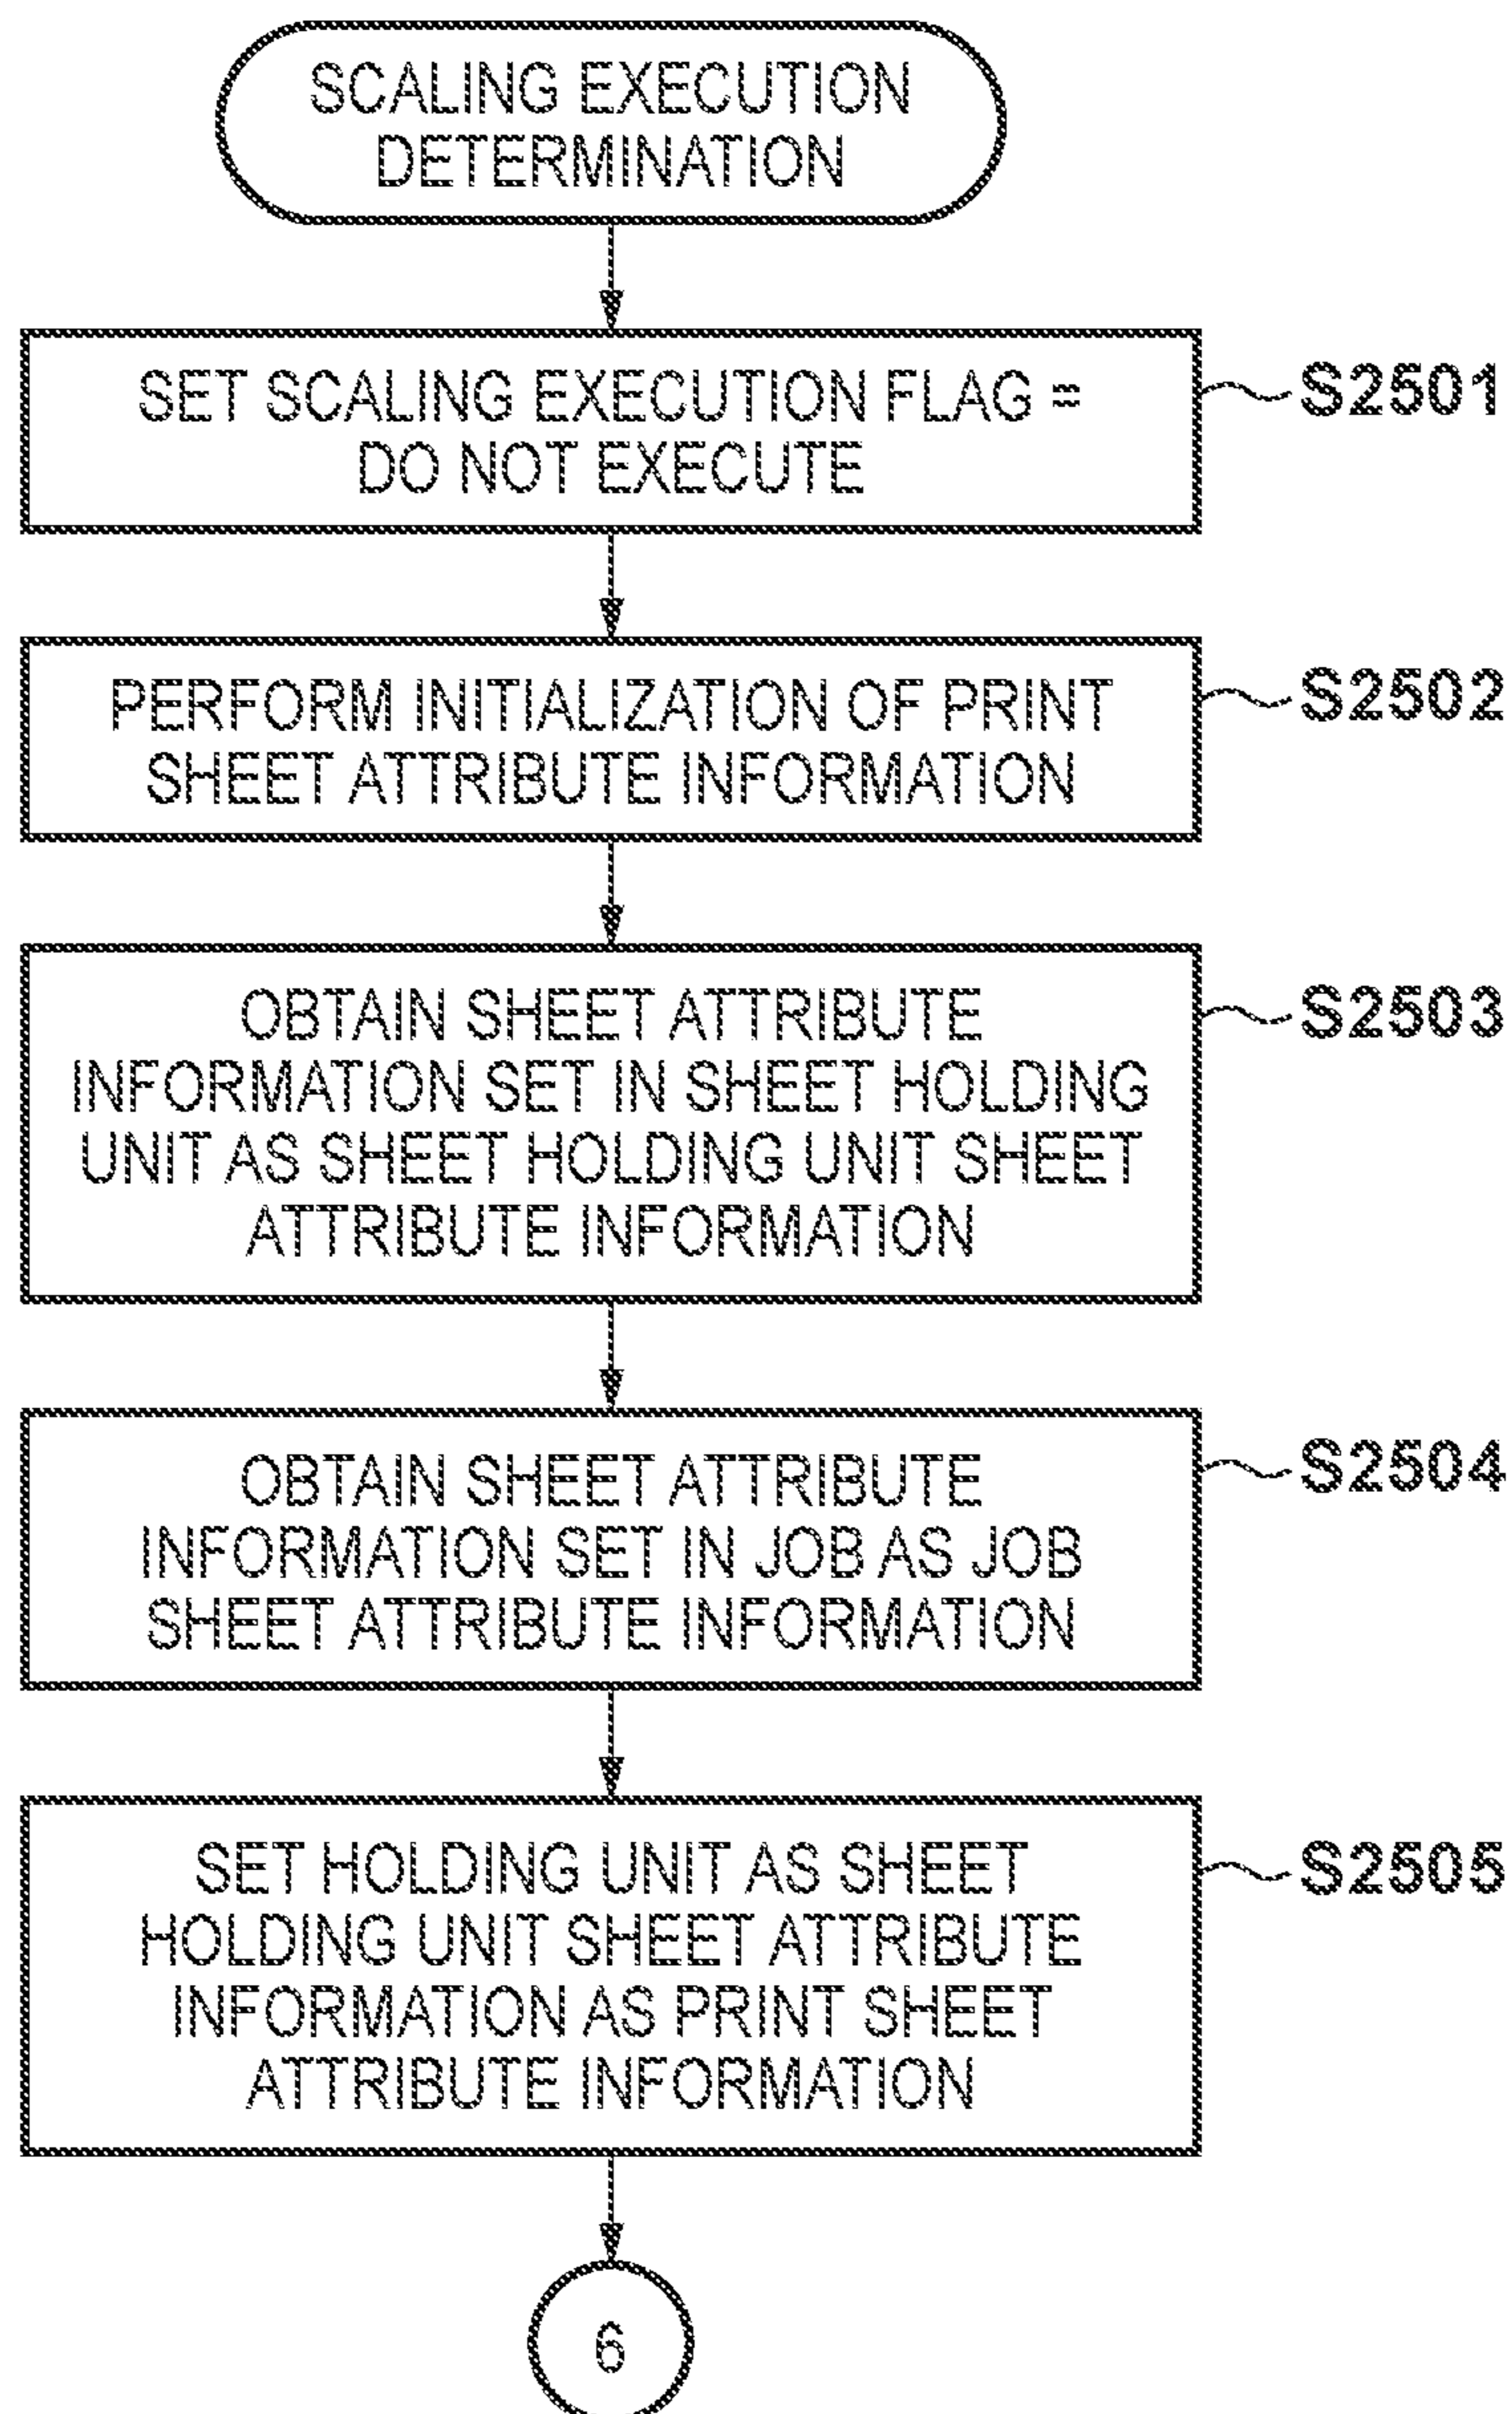 SCALING EXECUTION
DETERMINATION
SET SCALING EXECUTION FLAG =
DO NOT EXECUTE
S2501
PERFORM INITIALIZATION OF PRINT
SHEET ATTRIBUTE INFORMATION
S2502
OBTAIN SHEET ATTRIBUTE
INFORMATION SET IN SHEET HOLDING
UNIT AS SHEET HOLDING UNIT SHEET
ATTRIBUTE INFORMATION
S2503
OBTAIN SHEET ATTRIBUTE
INFORMATION SET IN JOB AS JOB
SHEET ATTRIBUTE INFORMATION
S2504
SET HOLDING UNIT AS SHEET
HOLDING UNIT SHEET ATTRIBUTE
INFORMATION AS PRINT SHEET
ATTRIBUTE INFORMATION
S2505
6